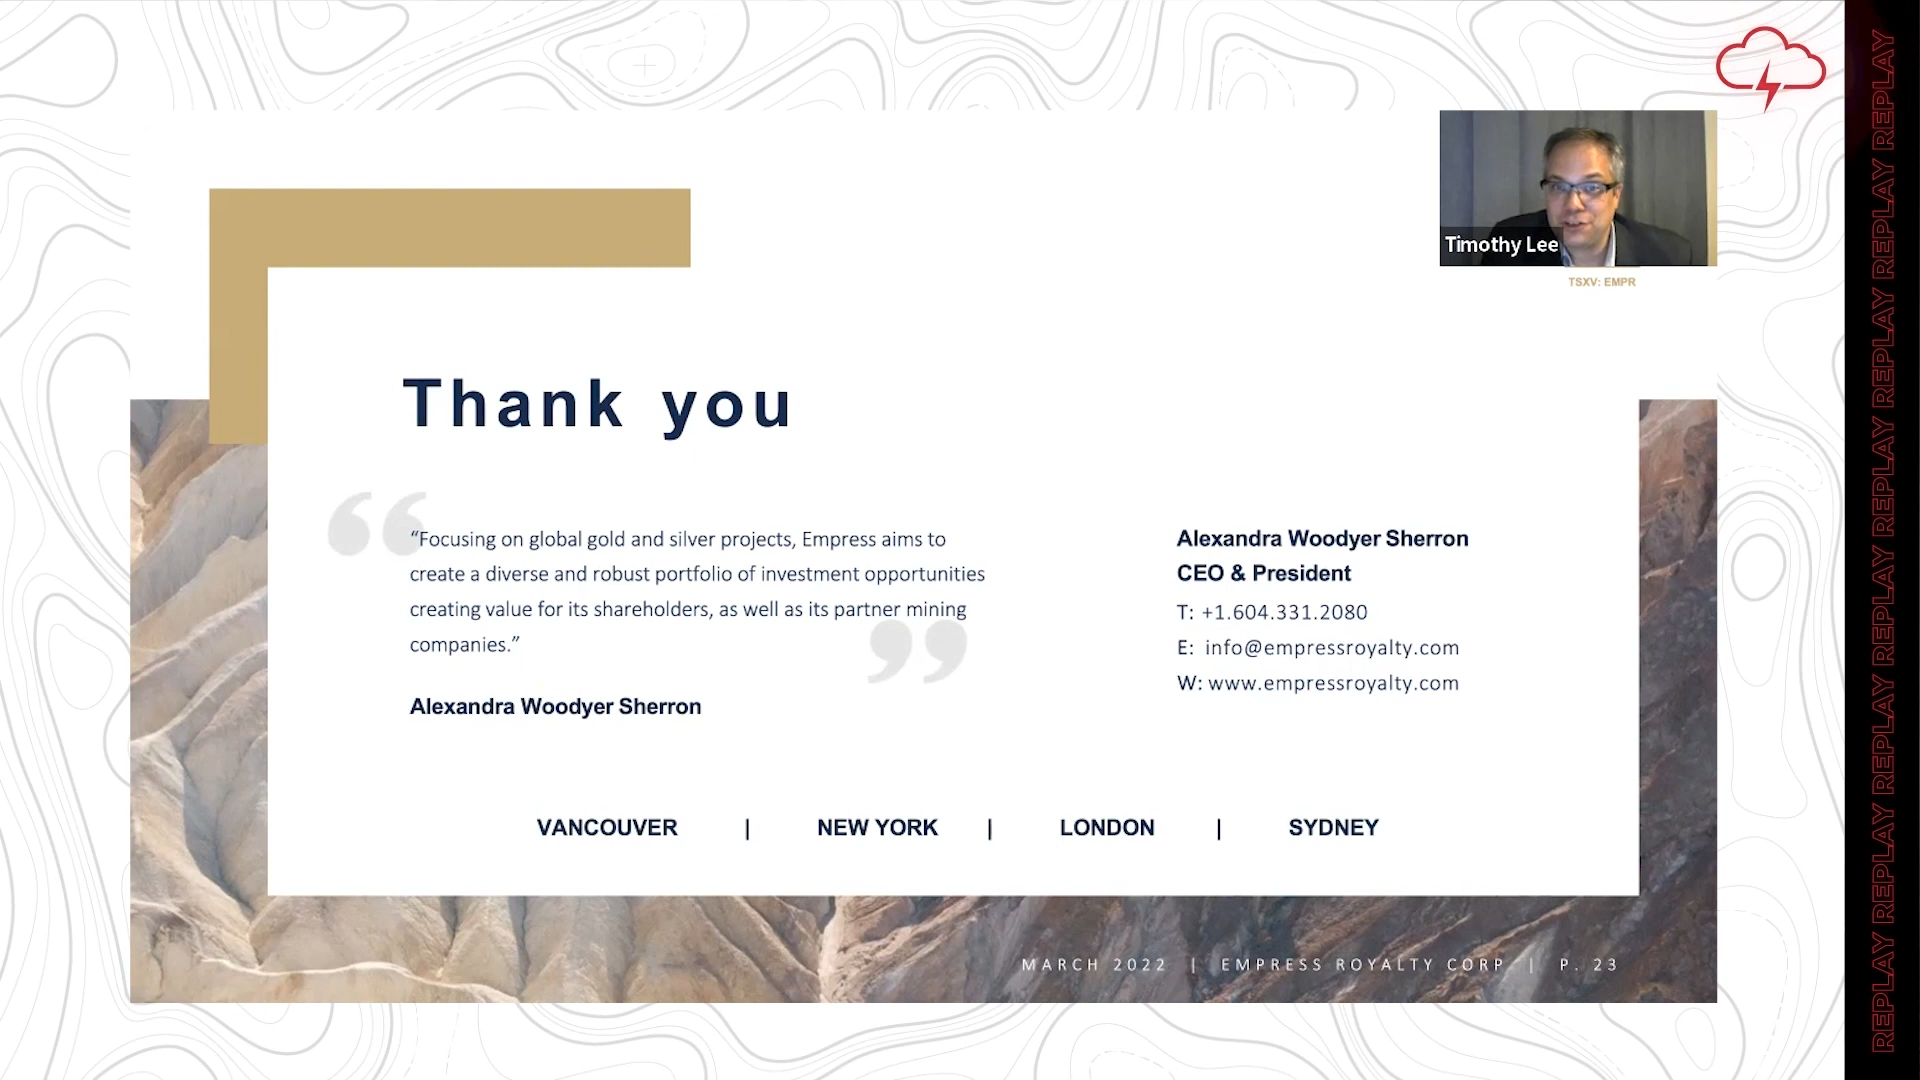 Timothy Lee
TSXV: EMPR
Thank you
“Focusing on global gold and silver projects, Empress aims to
create a diverse and robust portfolio of investment opportunities
creating value for its shareholders, as well as its partner mining
companies.”
Alexandra Woodyer Sherron
Alexandra Woodyer Sherron
CEO & President
T: +1.604.331.2080
E: info@empressroyalty.com
W: www.empressroyalty.com
VANCOUVER | NEW YORK | LONDON | SYDNEY
MARCH 2022 | EMPRESS ROYALTY CORP. | P. 23
REPLAY REPLAY REPLAY REPLAY REPLAY REPLAY REPLAY REPLAY